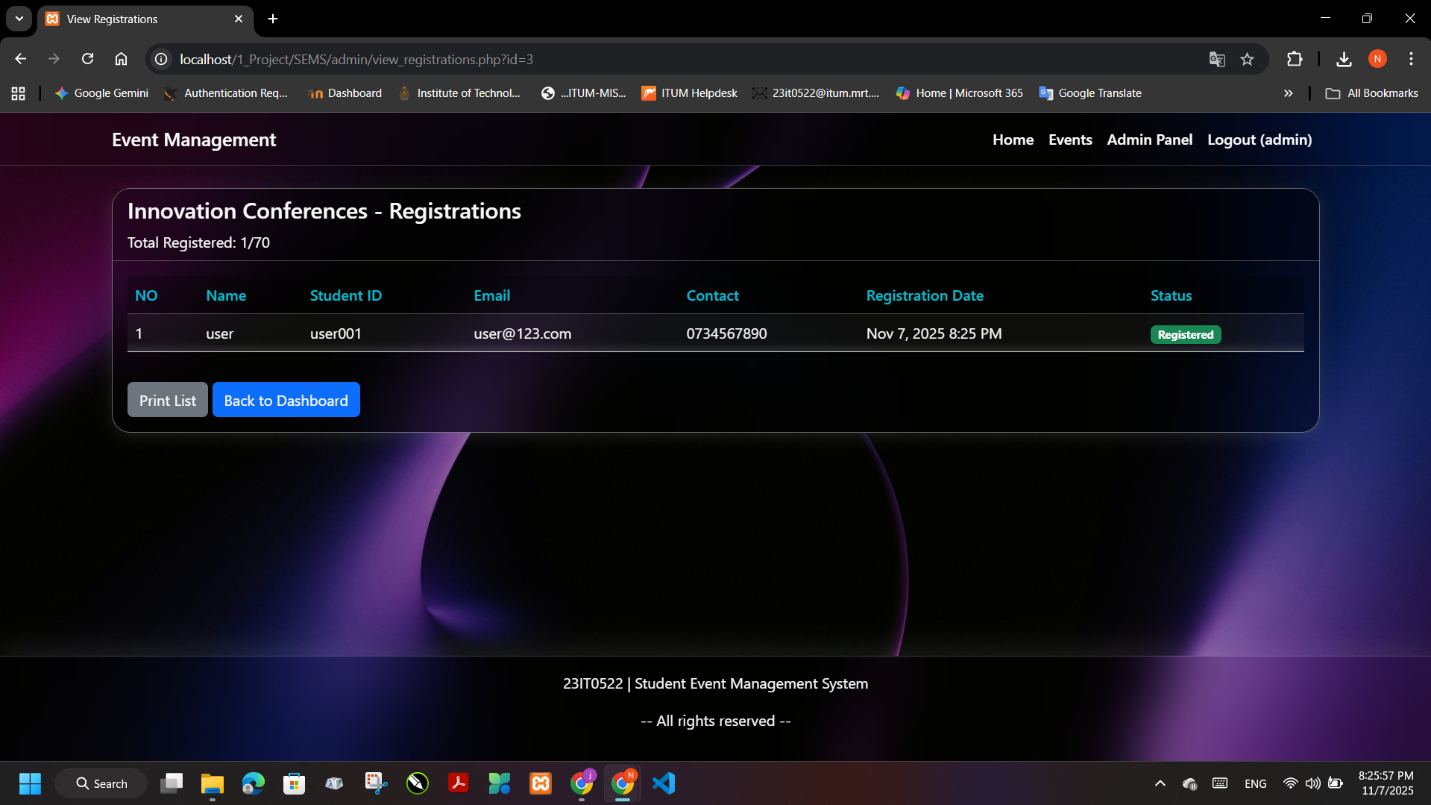 View Registrations
localhost/1_Project/SEMS/admin/view_registrations.php?id=3
N
Google Gemini Authentication Req... Dashboard Institute of Technol... ...ITUM-MIS... ITUM Helpdesk 23it0522@itum.mrt.... Home | Microsoft 365 Google Translate » All Bookmarks
Event Management Home Events Admin Panel Logout (admin)
Innovation Conferences - Registrations
Total Registered: 1/70
NO Name Student ID Email Contact Registration Date Status
1 user user001 user@123.com 0734567890 Nov 7, 2025 8:25 PM Registered
Print List Back to Dashboard
23IT0522 | Student Event Management System
-- All rights reserved --
Search ENG 8:25:57 PM
11/7/2025